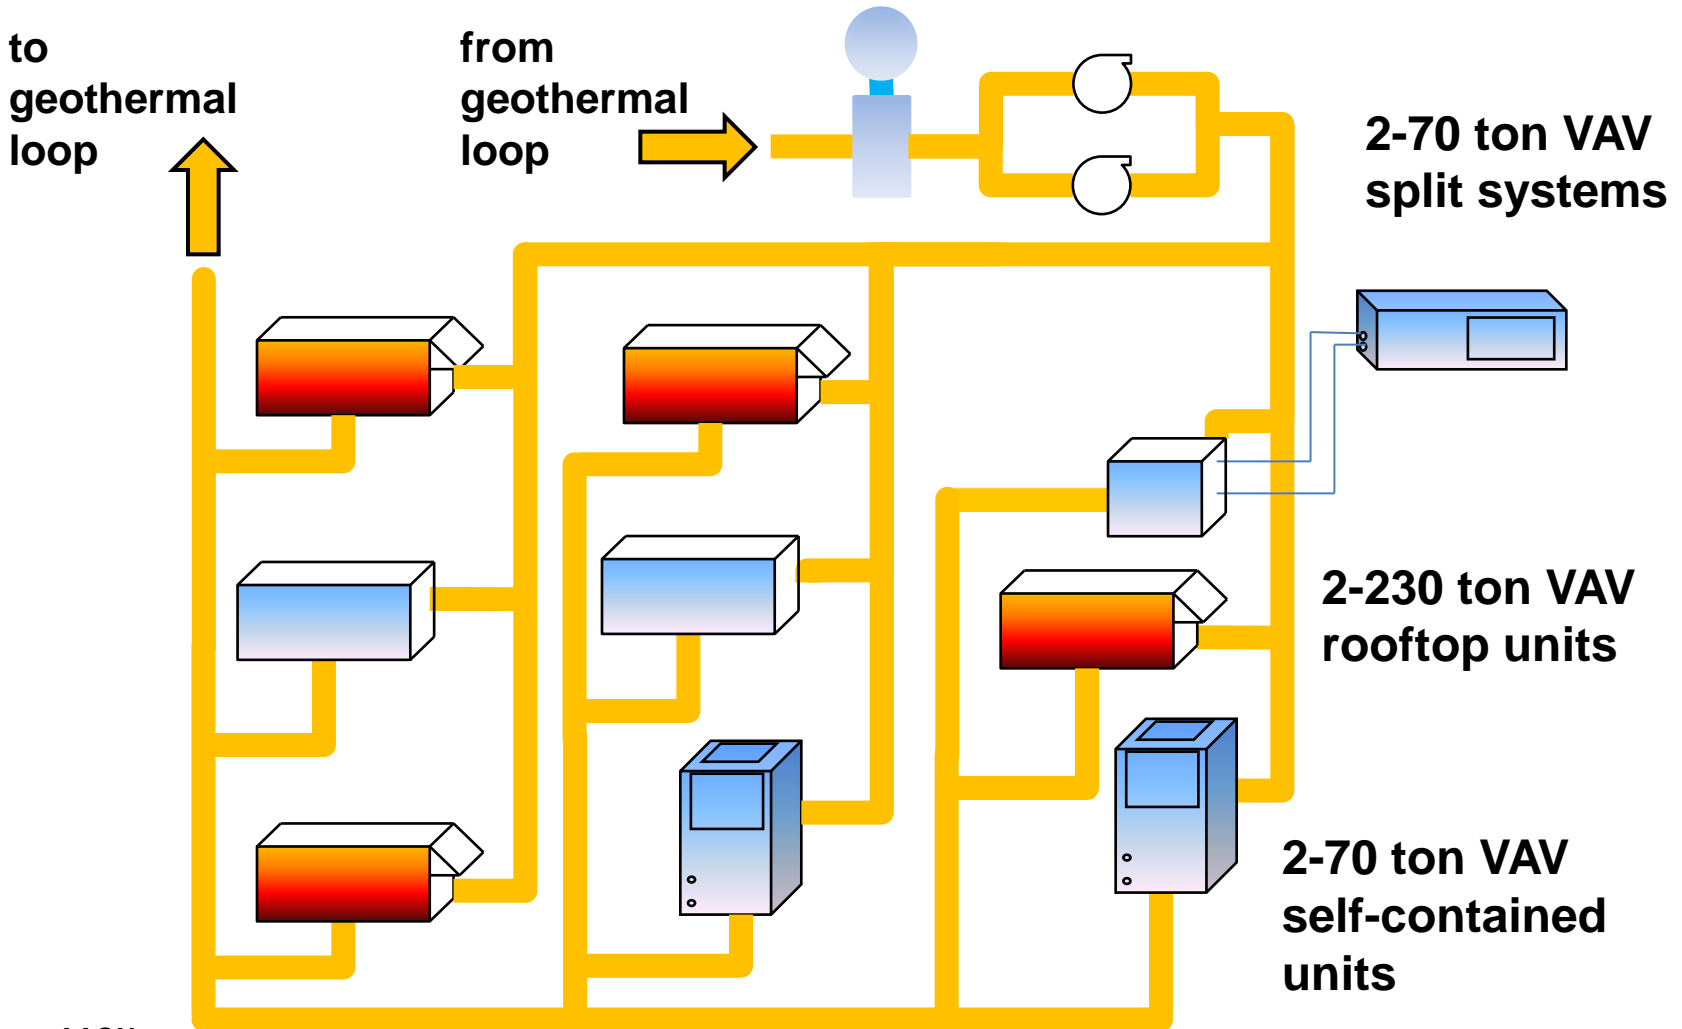 to
geothermal
loop
from
geothermal
loop
2-70 ton VAV
split systems
2-230 ton VAV
rooftop units
2-70 ton VAV
self-contained
units